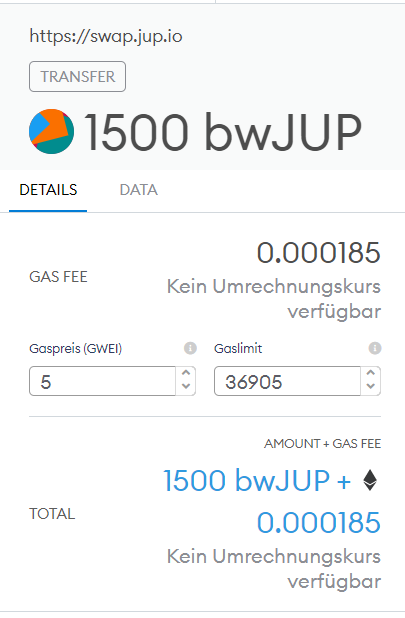 https://swap.jup.io
TRANSFER
1500 bwJUP
DETAILS DATA
0.000185
GAS FEE
Kein Umrechnungskurs
verfügbar
Gaspreis (GWEI) Gaslimit
5 36905
AMOUNT + GAS FEE
1500 bwJUP +
TOTAL
0.000185
Kein Umrechnungskurs
verfügbar